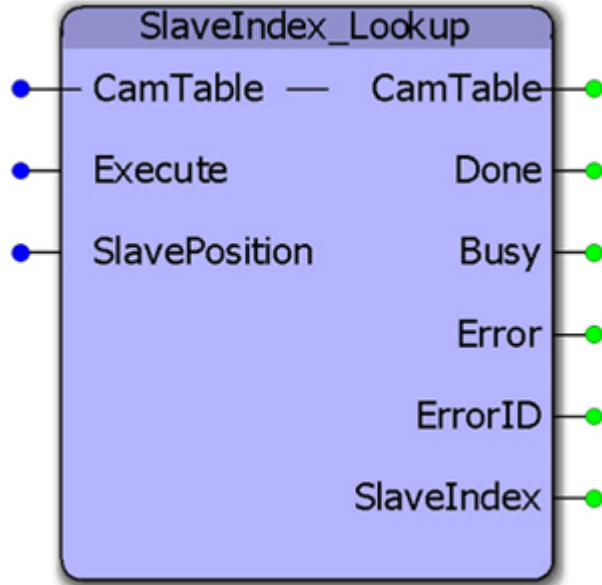 SlaveIndex_Lookup
CamTable — CamTable
Execute Done
SlavePosition Busy
Error
ErrorID
SlaveIndex